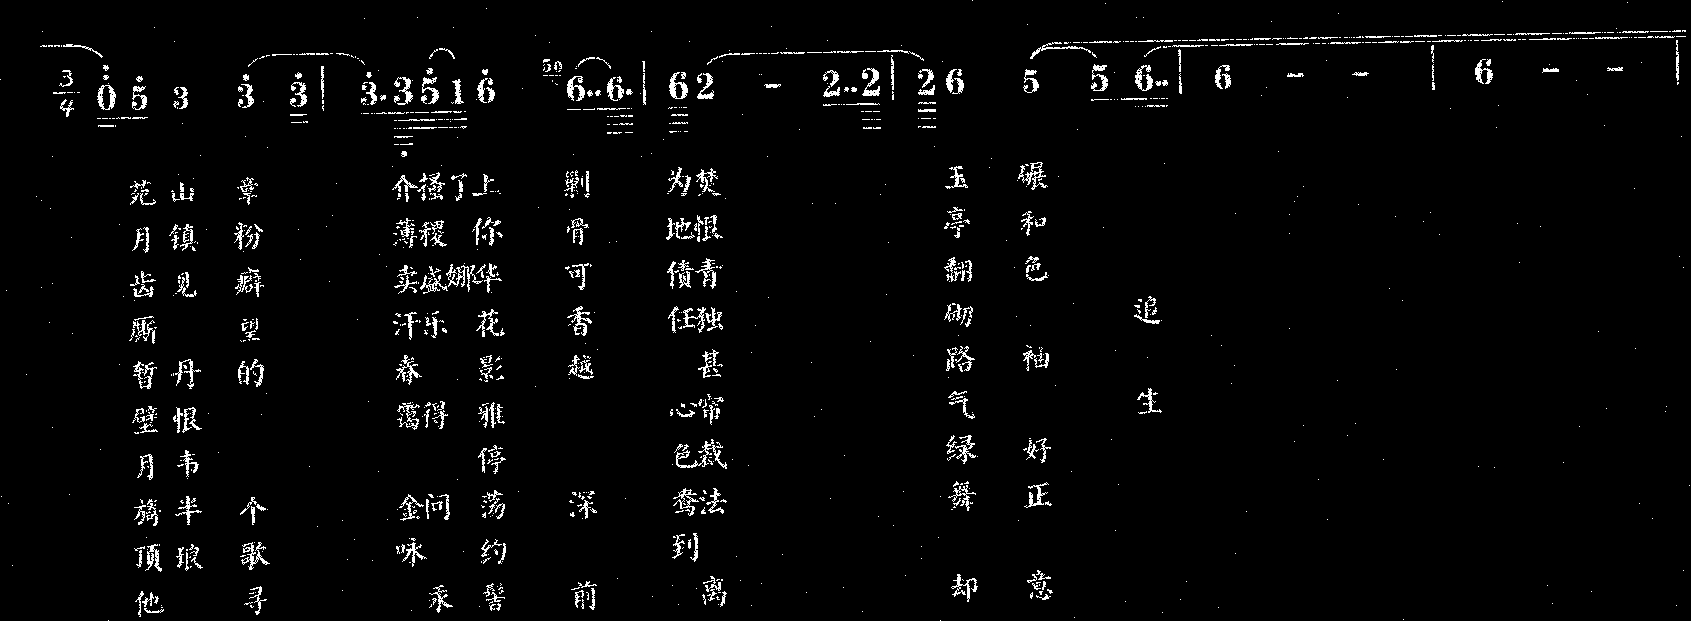 3/4 0 5 3 3 3 | 3. 3 5 1 6 50 6.. 6. | 6 2 - 2.. 2 | 2 6 5 5 6.. | 6 - - | 6 - - |
苑山章 介搔了上 剿 为焚 玉碾
月镇粉 薄稷你 骨 地恨 亭和
齿见癖 卖盛娜华 可 债青 翻色
厮望 汗乐花 香 任独 砌 追
暂丹的 春影 越 甚 路袖
壁恨 霭得雅 心帘 气 生
月韦 停 色裁 绿好
旖半个 金问荡 深 鸯法 舞正
顶琅歌 咏约 到
他寻 汞髻 前 离 却意